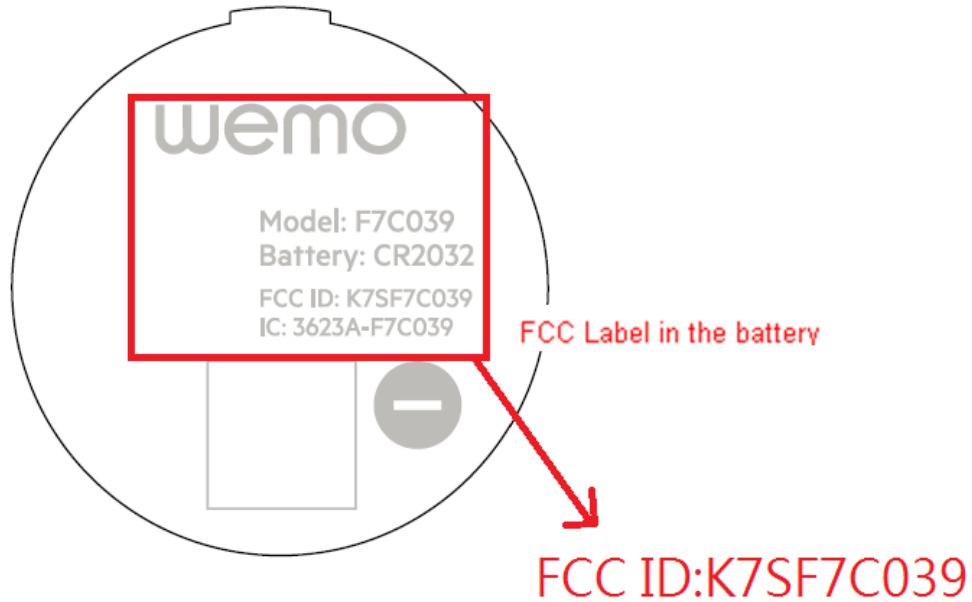 wemo
Model: F7C039
Battery: CR2032
FCC ID: K7SF7C039
IC: 3623A-F7C039
FCC Label in the battery
FCC ID:K7SF7C039